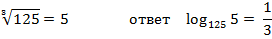 ∛125 = 5 ответ log₁₂₅ 5 = 1/3